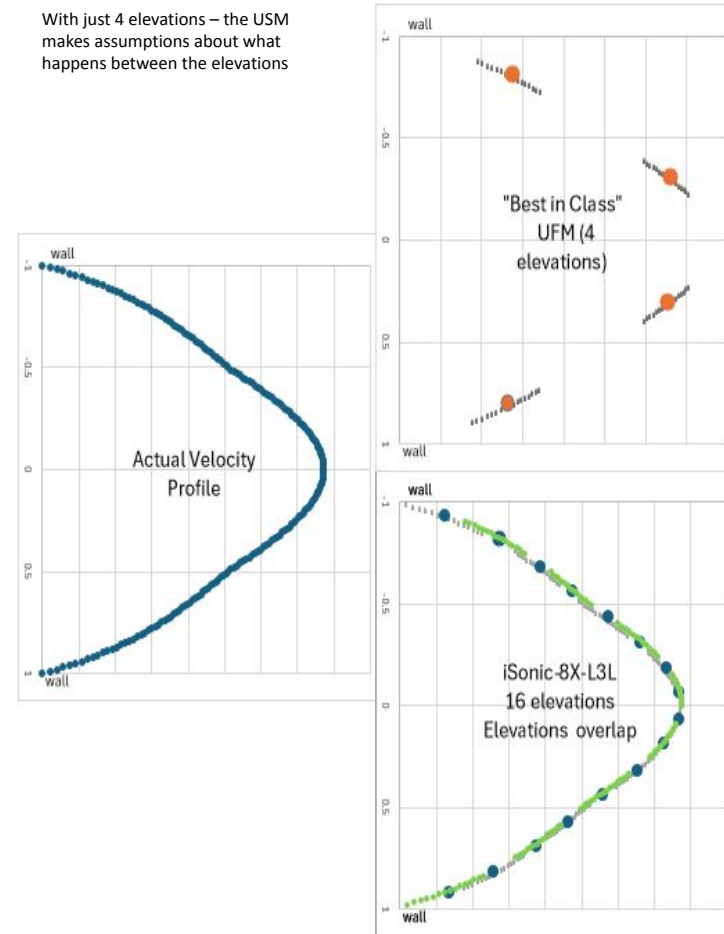 With just 4 elevations – the USM
makes assumptions about what
happens between the elevations
wall
-1
-0.5
0
0.5
1
Actual Velocity
Profile
wall
wall
-1
-0.5
0
0.5
1
"Best in Class"
UFM (4
elevations)
wall
wall
-1
-0.5
0
0.5
1
iSonic-8X-L3L
16 elevations
Elevations overlap
wall